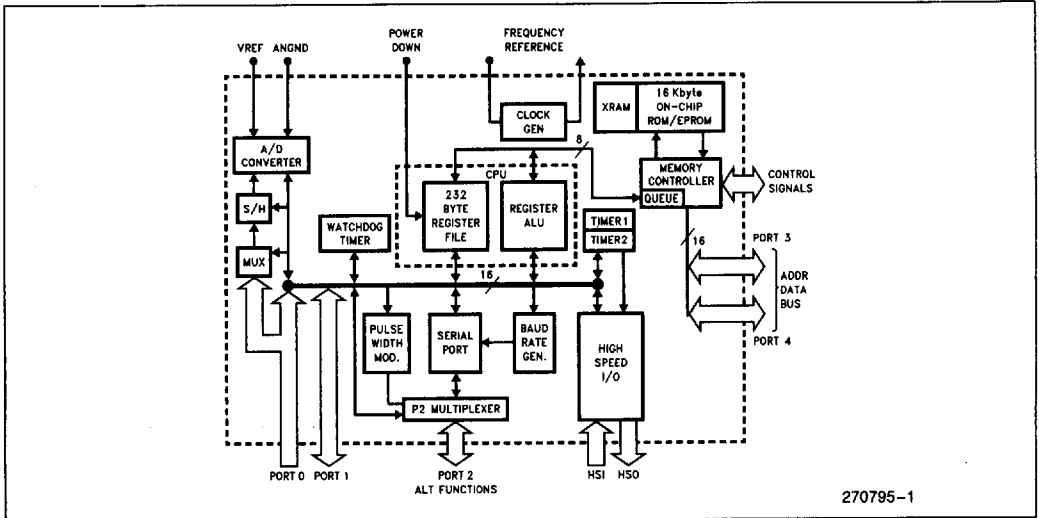 VREF ANGND
POWER
DOWN
FREQUENCY
REFERENCE
A/D
CONVERTER
S/H
MUX
WATCHDOG
TIMER
CPU
232
BYTE
REGISTER
FILE
REGISTER
ALU
CLOCK
GEN
8
XRAM
16 Kbyte
ON-CHIP
ROM/EPROM
MEMORY
CONTROLLER
QUEUE
CONTROL
SIGNALS
TIMER1
TIMER2
16
16
PORT 3
ADDR
DATA
BUS
PORT 4
PULSE
WIDTH
MOD.
SERIAL
PORT
BAUD
RATE
GEN.
HIGH
SPEED
I/O
P2 MULTIPLEXER
PORT 0
PORT 1
PORT 2
ALT FUNCTIONS
HSI
HSO
270795-1